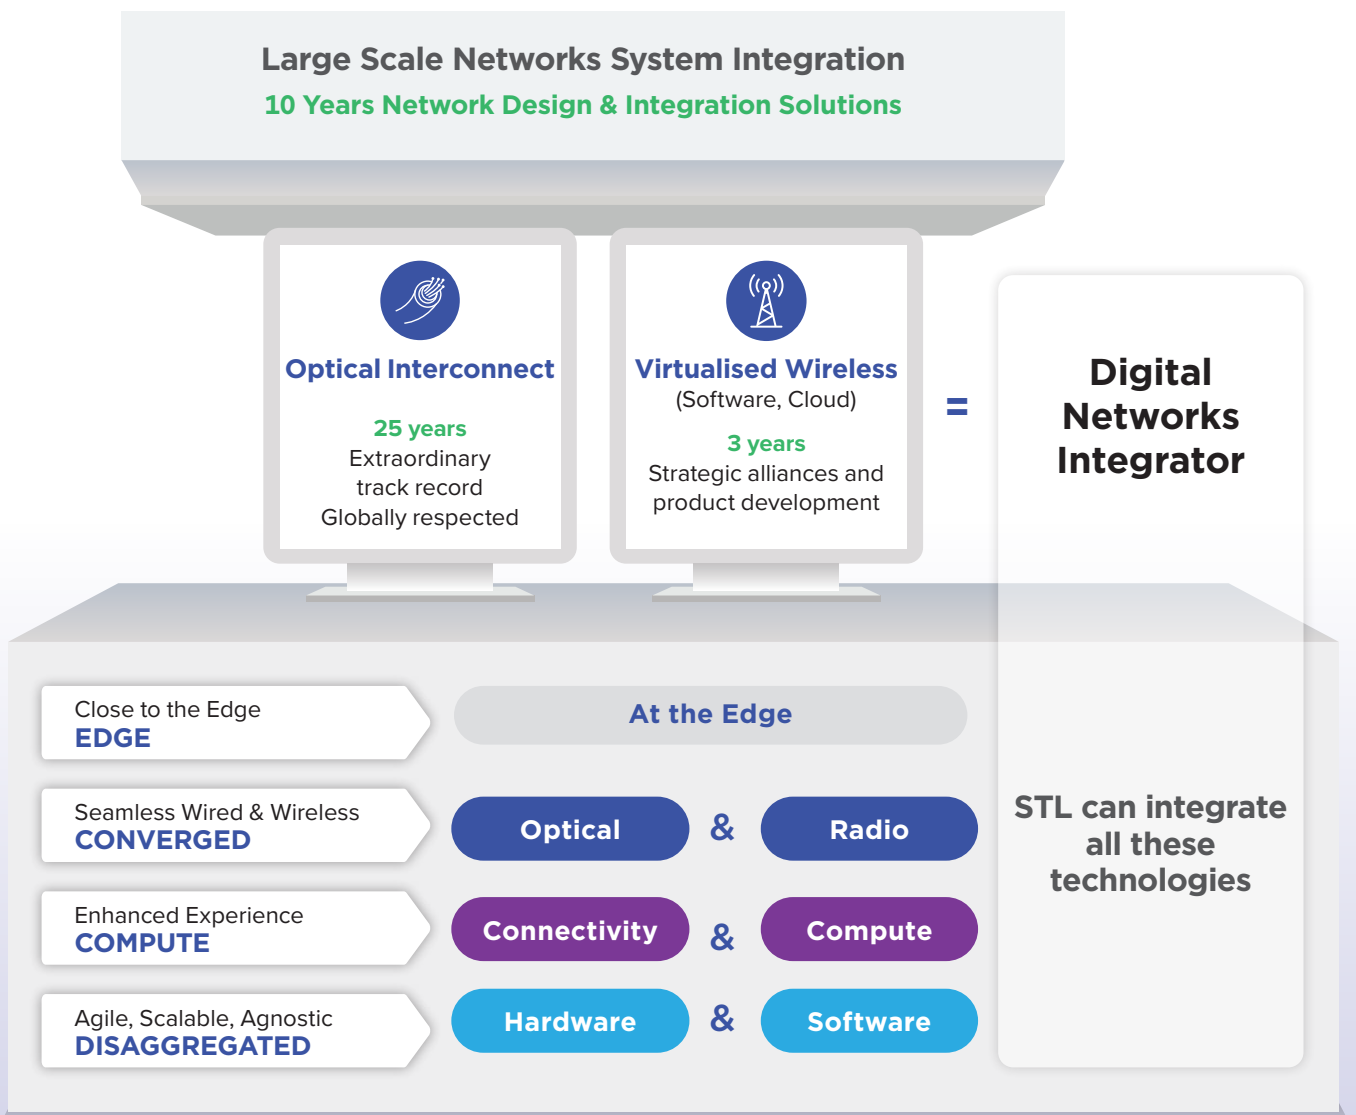 Large Scale Networks System Integration
10 Years Network Design & Integration Solutions
Optical Interconnect
25 years
Extraordinary
track record
Globally respected
Virtualised Wireless
(Software, Cloud)
3 years
Strategic alliances and
product development
=
Digital
Networks
Integrator
Close to the Edge
EDGE
At the Edge
Seamless Wired & Wireless
CONVERGED
Optical & Radio
Enhanced Experience
COMPUTE
Connectivity & Compute
Agile, Scalable, Agnostic
DISAGGREGATED
Hardware & Software
STL can integrate
all these
technologies